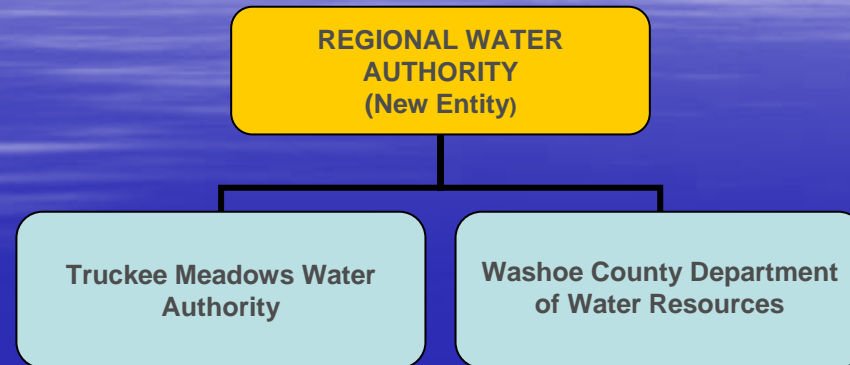 REGIONAL WATER
AUTHORITY
(New Entity)
Truckee Meadows Water
Authority
Washoe County Department
of Water Resources